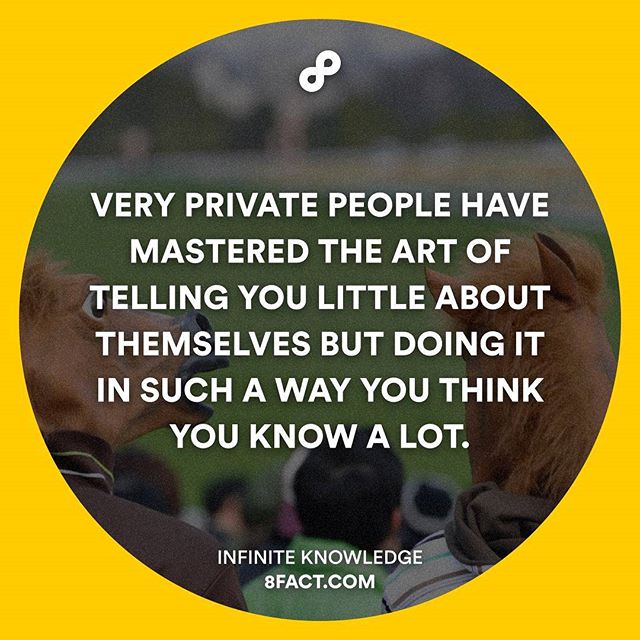 VERY PRIVATE PEOPLE HAVE
MASTERED THE ART OF
TELLING YOU LITTLE ABOUT
THEMSELVES BUT DOING IT
IN SUCH A WAY YOU THINK
YOU KNOW A LOT.
INFINITE KNOWLEDGE
8FACT.COM